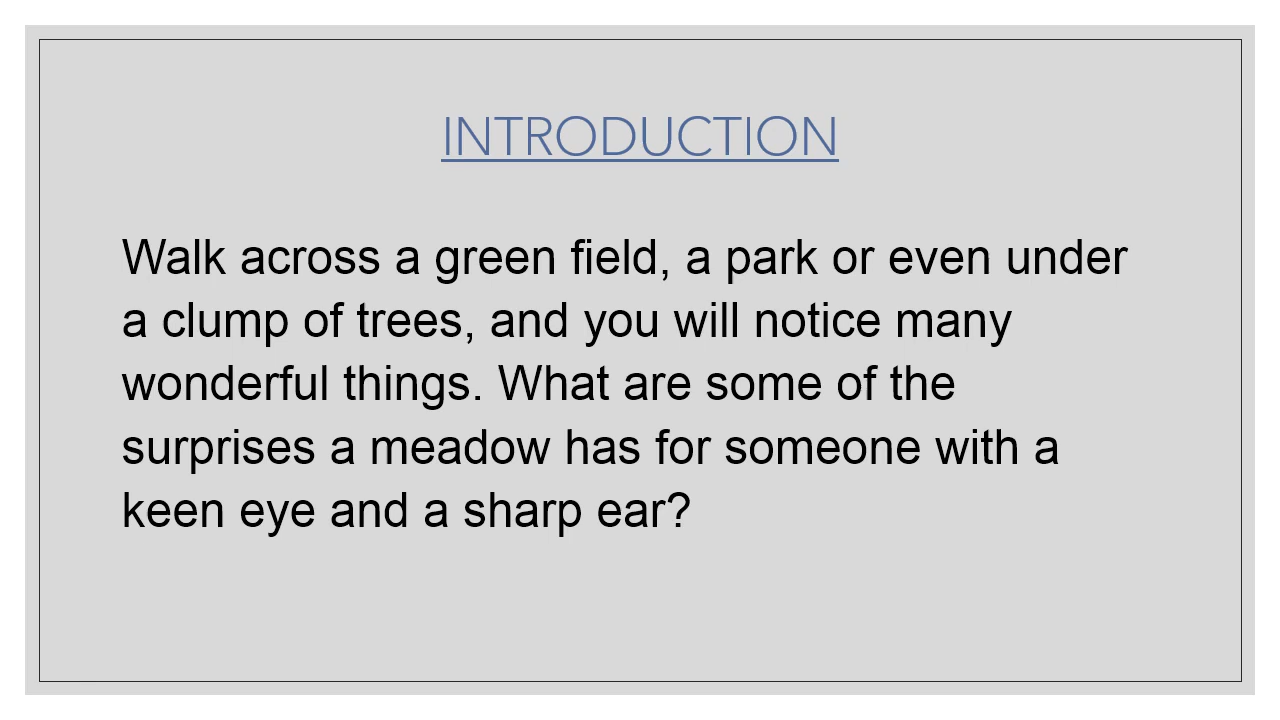 INTRODUCTION
Walk across a green field, a park or even under
a clump of trees, and you will notice many
wonderful things. What are some of the
surprises a meadow has for someone with a
keen eye and a sharp ear?